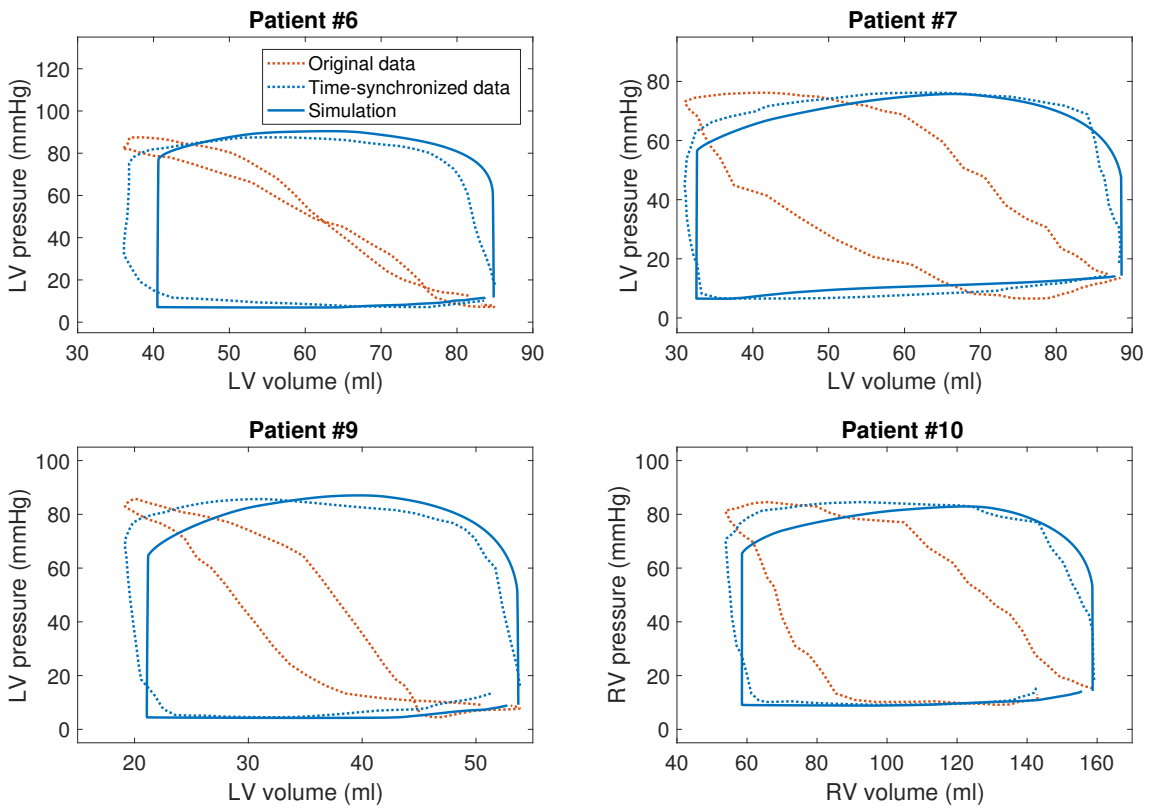 Patient #6
120
100
80
60
40
20
0
LV pressure (mmHg)
Original data
Time-synchronized data
Simulation
30 40 50 60 70 80 90
LV volume (ml)
Patient #7
80
60
40
20
0
LV pressure (mmHg)
30 40 50 60 70 80 90
LV volume (ml)
Patient #9
100
80
60
40
20
0
LV pressure (mmHg)
20 30 40 50
LV volume (ml)
Patient #10
100
80
60
40
20
0
RV pressure (mmHg)
40 60 80 100 120 140 160
RV volume (ml)